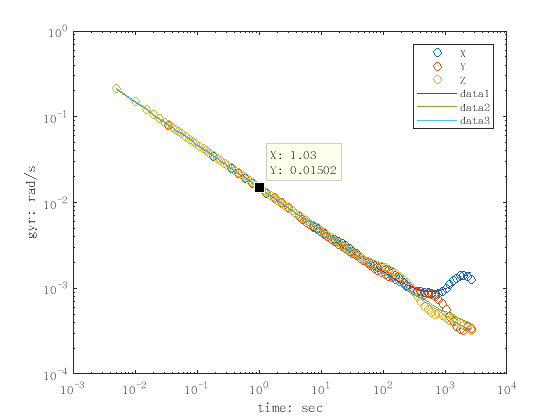 10^0
X
Y
Z
data1
data2
data3
10^-1
X: 1.03
Y: 0.01502
gyr: rad/s
10^-2
10^-3
10^-4
10^-3 10^-2 10^-1 10^0 10^1 10^2 10^3 10^4
time: sec